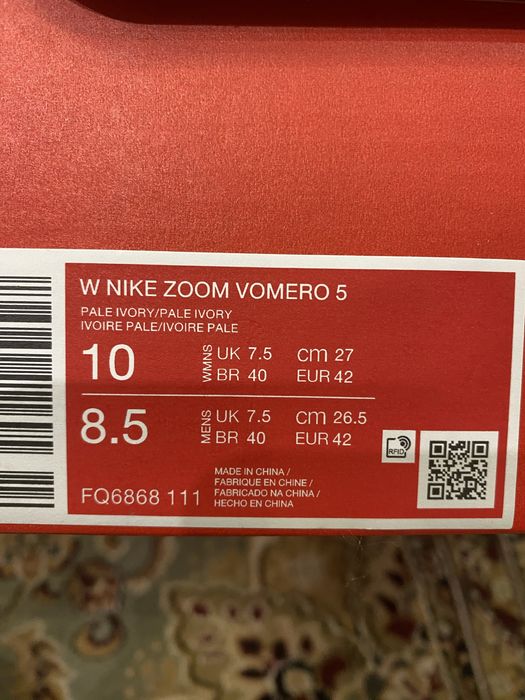 W NIKE ZOOM VOMERO 5
PALE IVORY/PALE IVORY
IVOIRE PALE/IVOIRE PALE
10 WMNS UK 7.5 cm 27
BR 40 EUR 42
8.5 MENS UK 7.5 cm 26.5
BR 40 EUR 42
RFID
MADE IN CHINA /
FABRIQUE EN CHINE /
FQ6868 111 FABRICADO NA CHINA /
HECHO EN CHINA